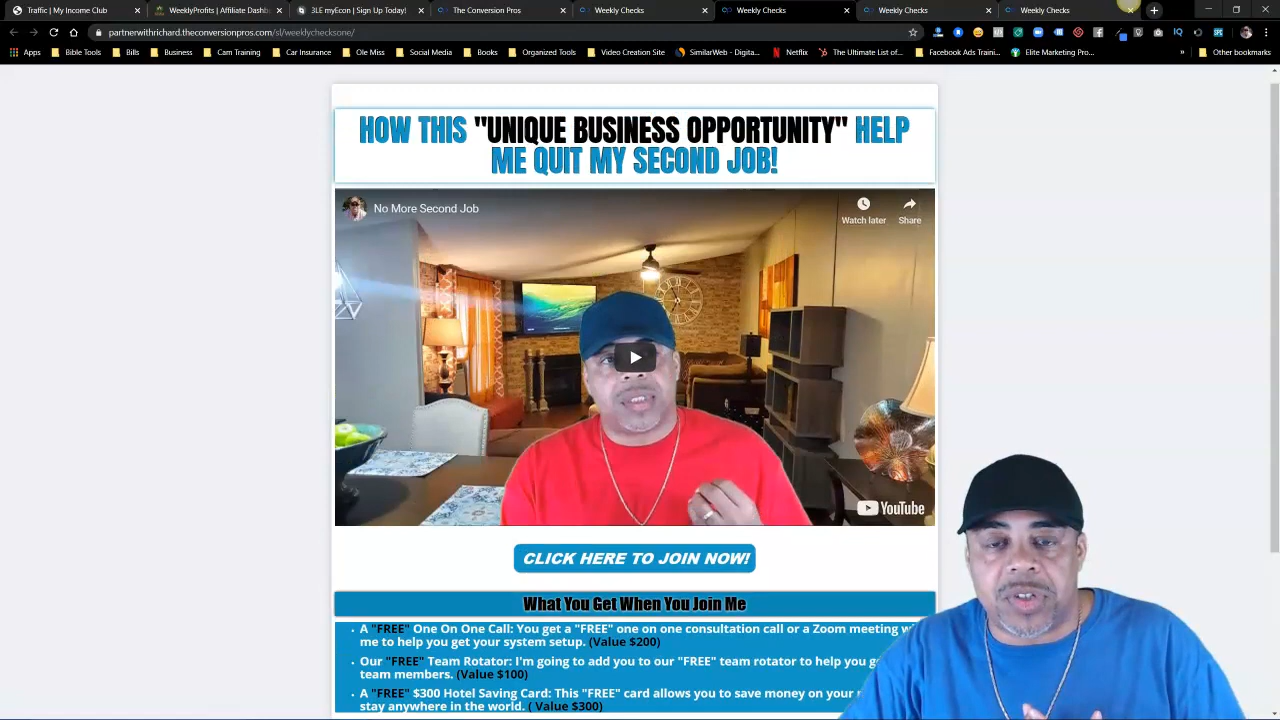 Traffic | My Income Club
WeeklyProfits | Affiliate Dashb
3LE myEcon | Sign Up Today!
The Conversion Pros
Weekly Checks
Weekly Checks
Weekly Checks
Weekly Checks
partnerwithrichard.theconversionpros.com/sl/weeklychecksone/
Apps Bible Tools Bills Business Cam Training Car Insurance Ole Miss Social Media Books Organized Tools Video Creation Site SimilarWeb - Digita... Netflix The Ultimate List of... Facebook Ads Traini... Elite Marketing Pro... » Other bookmarks
HOW THIS "UNIQUE BUSINESS OPPORTUNITY" HELP
ME QUIT MY SECOND JOB!
No More Second Job
Watch later
Share
YouTube
CLICK HERE TO JOIN NOW!
What You Get When You Join Me
A "FREE" One On One Call: You get a "FREE" one on one consultation call or a Zoom meeting
me to help you get your system setup. (Value $200)
Our "FREE" Team Rotator: I'm going to add you to our "FREE" team rotator to help you
team members. (Value $100)
A "FREE" $300 Hotel Saving Card: This "FREE" card allows you to save money on your
stay anywhere in the world. ( Value $300)